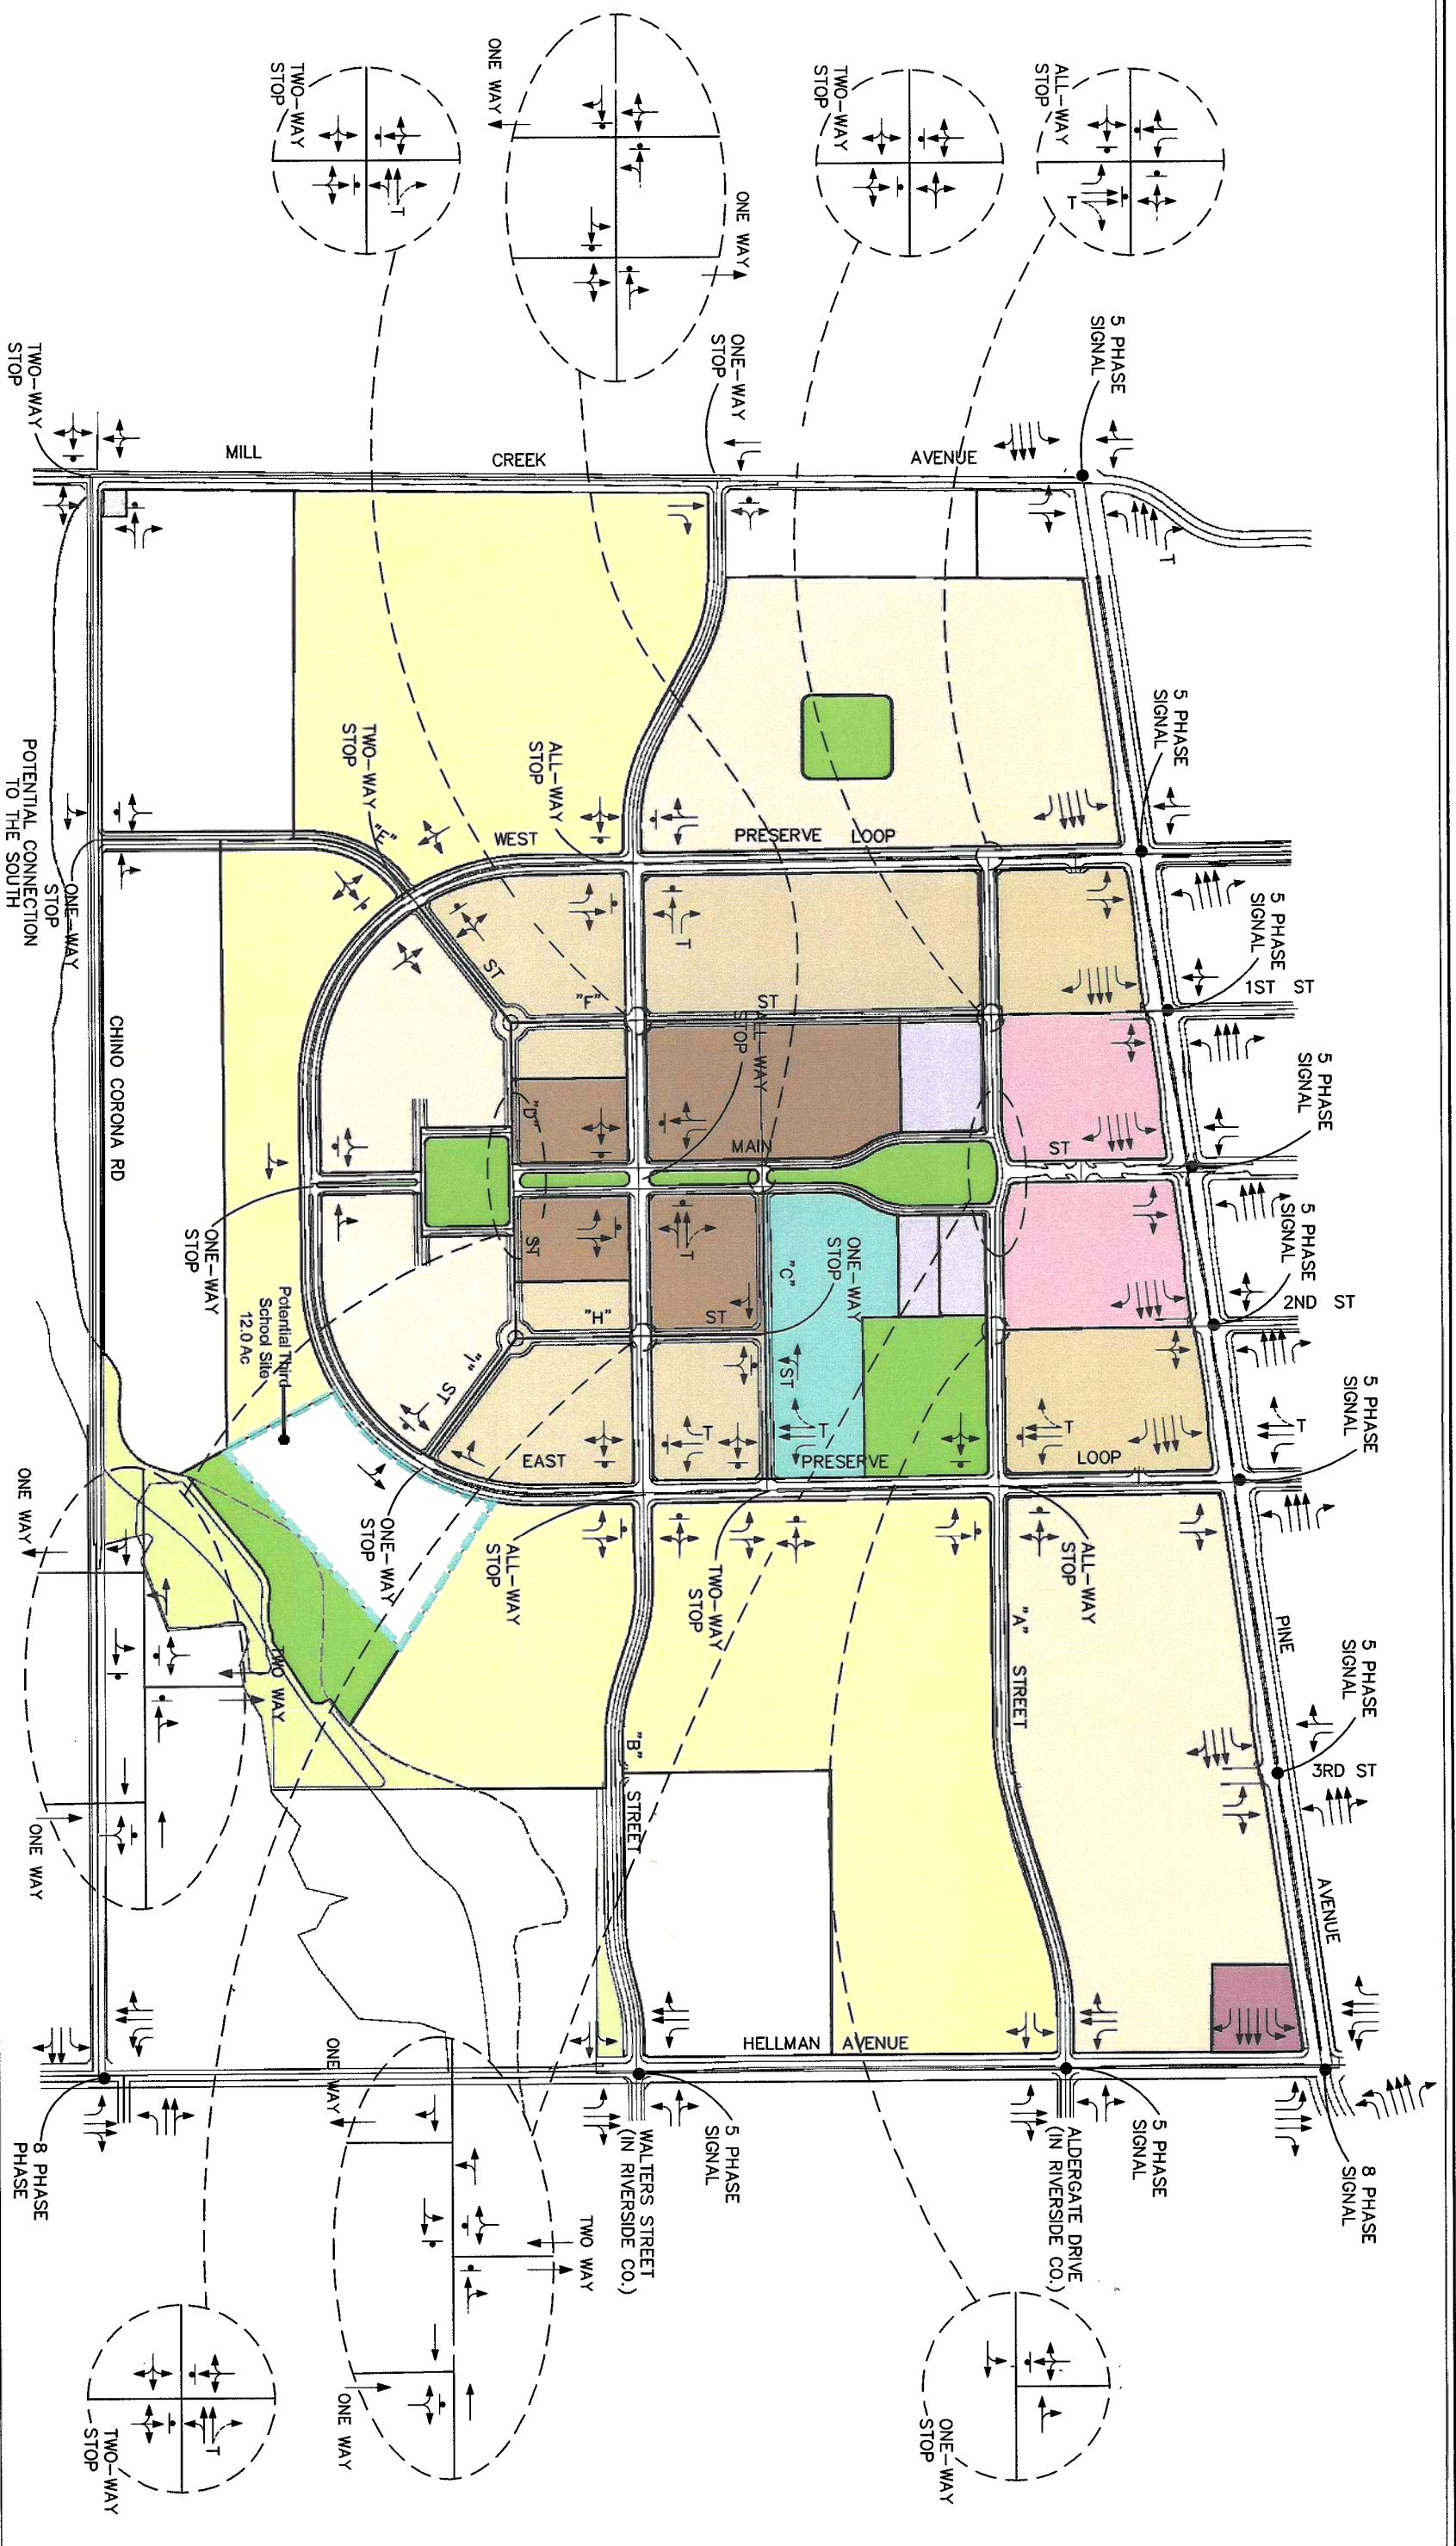 TWO-WAY
STOP
ONE WAY
ONE WAY
TWO-WAY
STOP
ALL-WAY
STOP
5 PHASE
SIGNAL
ONE-WAY
STOP
TWO-WAY
STOP
MILL
CREEK
AVENUE
T
T
T
5 PHASE
SIGNAL
5 PHASE
SIGNAL
1ST ST
5 PHASE
SIGNAL
5 PHASE
SIGNAL
2ND ST
5 PHASE
SIGNAL
5 PHASE
SIGNAL
3RD ST
PINE
AVENUE
8 PHASE
SIGNAL
TWO-WAY
STOP
ALL-WAY
STOP
"E"
ST
WEST
PRESERVE LOOP
T
"F"
ST
ALL-WAY
STOP
"D"
ST
MAIN
ST
POTENTIAL CONNECTION
TO THE SOUTH
ONE-WAY
STOP
CHINO CORONA RD
ONE-WAY
STOP
Potential Third
School Site
12.0 Ac
T
"H"
ST
"C"
ST
ONE-WAY
STOP
"I"
ST
T
T
T
T
EAST
PRESERVE
LOOP
ONE-WAY
STOP
ALL-WAY
STOP
TWO-WAY
STOP
ALL-WAY
STOP
"A"
STREET
"B"
STREET
ONE WAY
TWO WAY
ONE WAY
HELLMAN AVENUE
8 PHASE
PHASE
5 PHASE
SIGNAL
WALTERS STREET
(IN RIVERSIDE CO.)
5 PHASE
SIGNAL
ALDERGATE DRIVE
(IN RIVERSIDE CO.)
ONE WAY
TWO WAY
ONE WAY
ONE-WAY
STOP
TWO-WAY
STOP
T